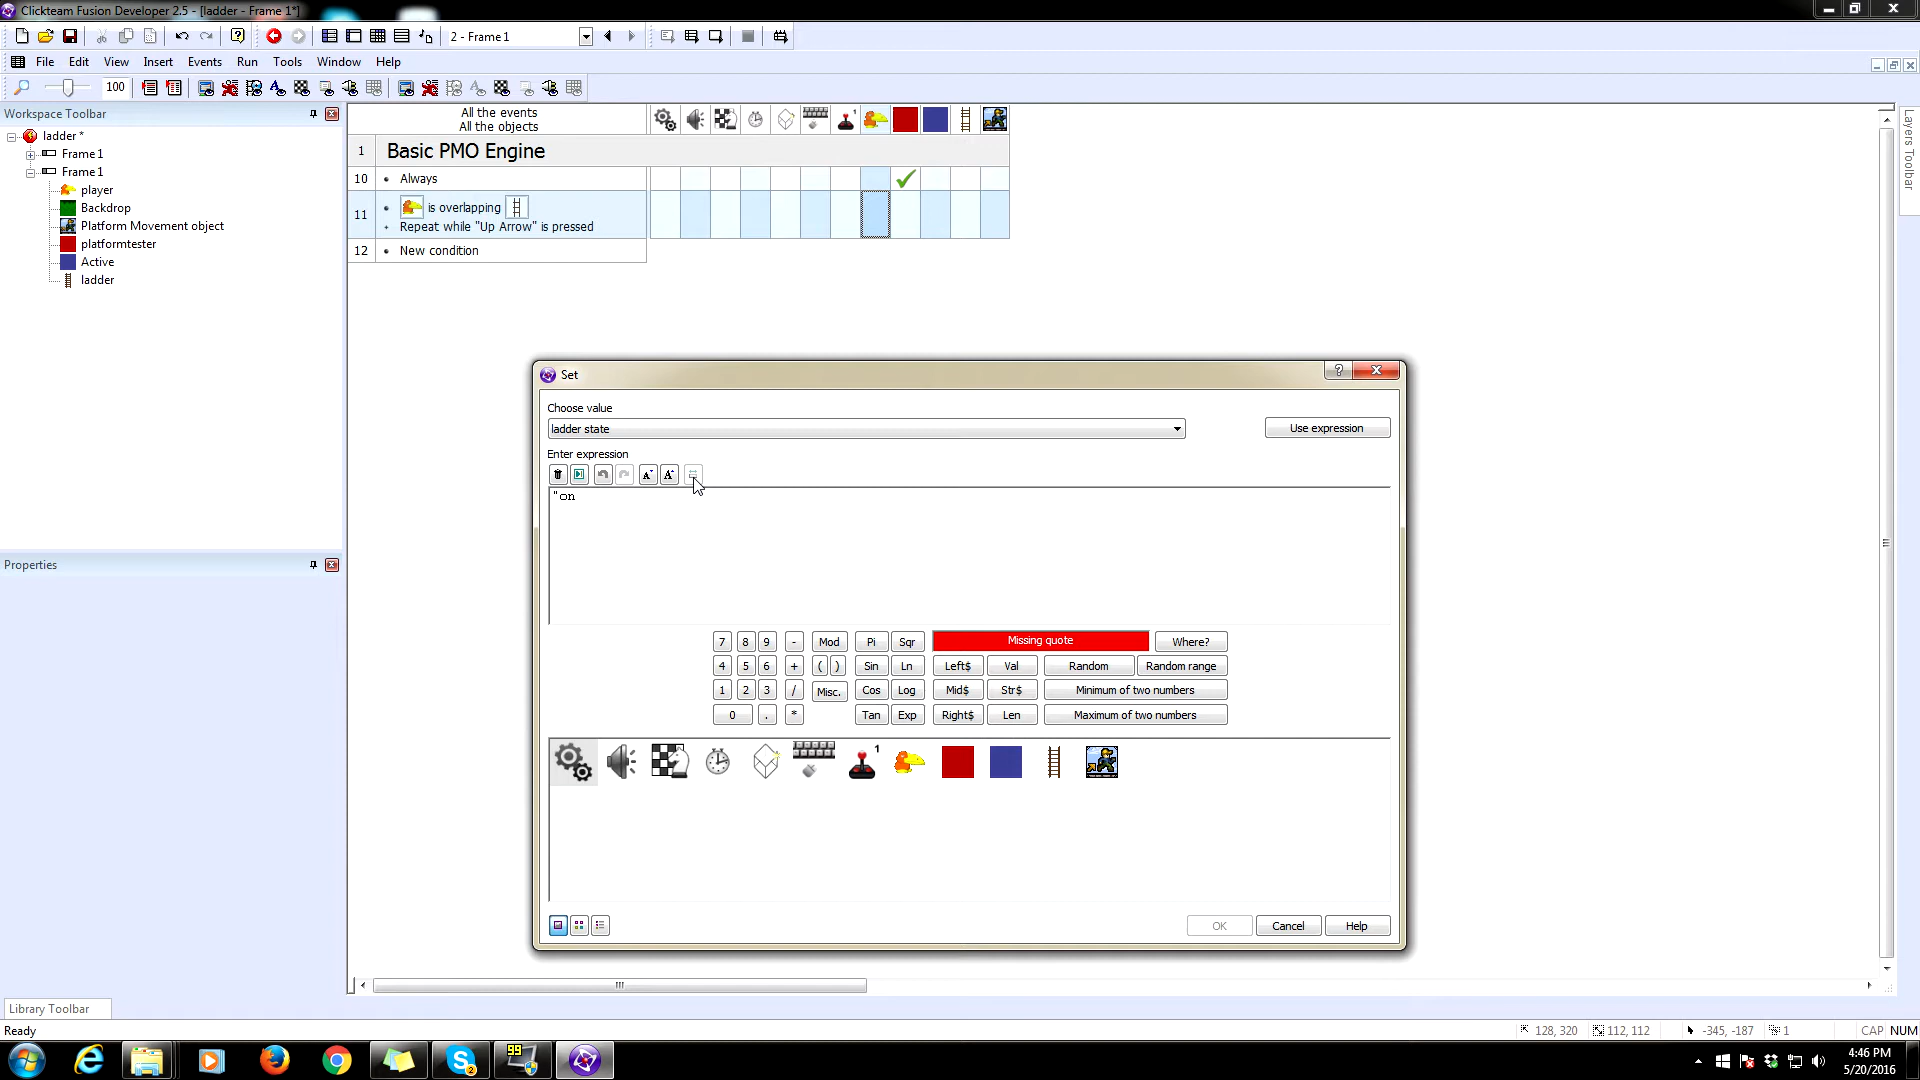 Clickteam Fusion Developer 2.5 - [ladder - Frame 1*]
2 - Frame 1
File Edit View Insert Events Run Tools Window Help
100
Workspace Toolbar
ladder *
Frame 1
Frame 1
player
Backdrop
Platform Movement object
platformtester
Active
ladder
Properties
Library Toolbar
Ready
All the events
All the objects
1 Basic PMO Engine
10 • Always
11 • is overlapping
Repeat while "Up Arrow" is pressed
12 • New condition
Layers Toolbar
Set
Choose value
ladder state
Use expression
Enter expression
"on
7 8 9 - Mod Pi Sqr Missing quote Where?
4 5 6 + ( ) Sin Ln Left$ Val Random Random range
1 2 3 / Misc. Cos Log Mid$ Str$ Minimum of two numbers
0 . * Tan Exp Right$ Len Maximum of two numbers
1
OK Cancel Help
128, 320 112, 112 -345, -187 1 CAP NUM
99
2
4:46 PM
5/20/2016